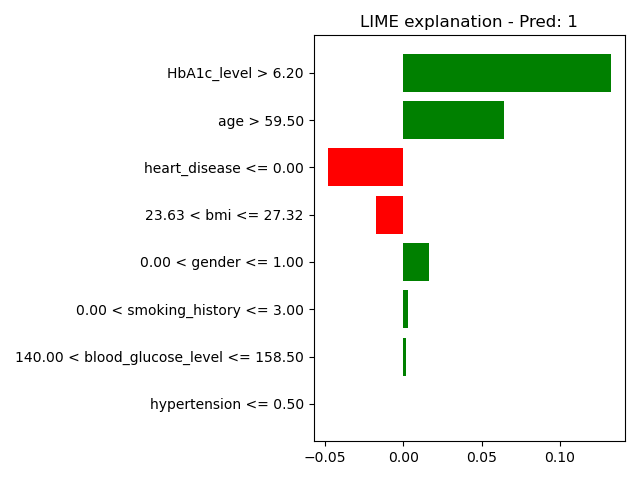 LIME explanation - Pred: 1
HbA1c_level > 6.20
age > 59.50
heart_disease <= 0.00
23.63 < bmi <= 27.32
0.00 < gender <= 1.00
0.00 < smoking_history <= 3.00
140.00 < blood_glucose_level <= 158.50
hypertension <= 0.50
−0.05 0.00 0.05 0.10